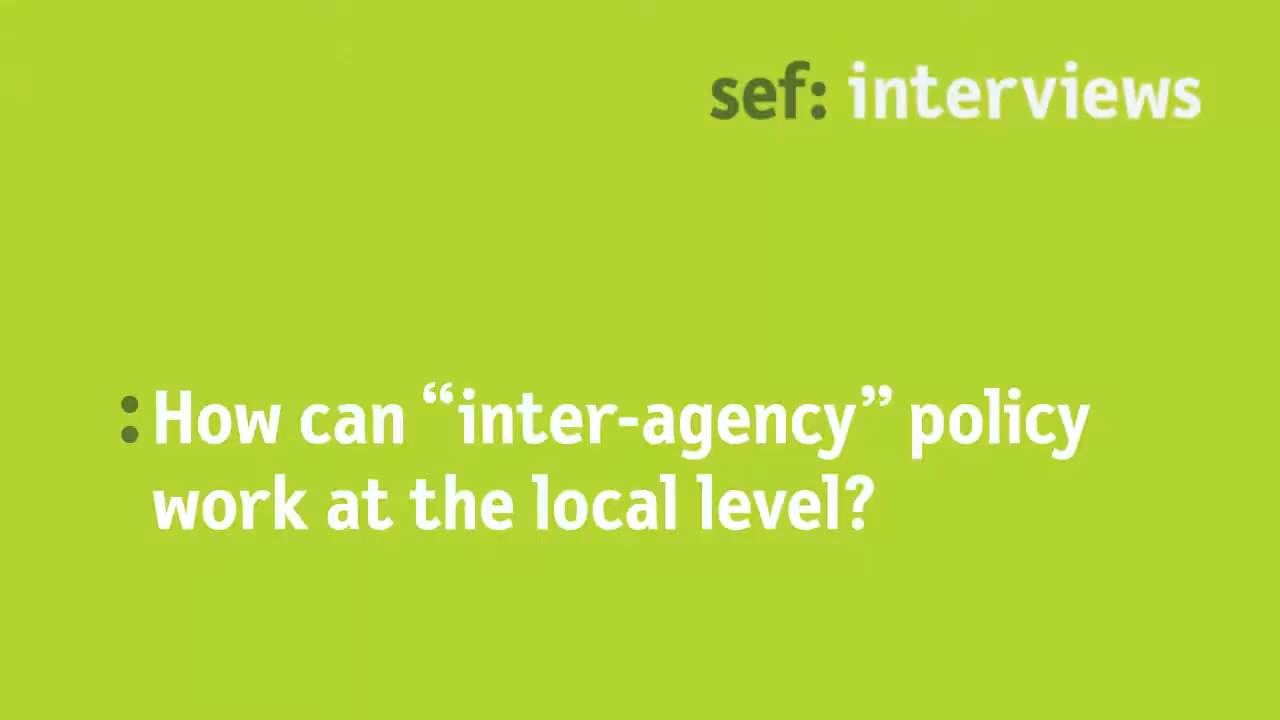 sef: interviews
: How can “inter-agency” policy
work at the local level?